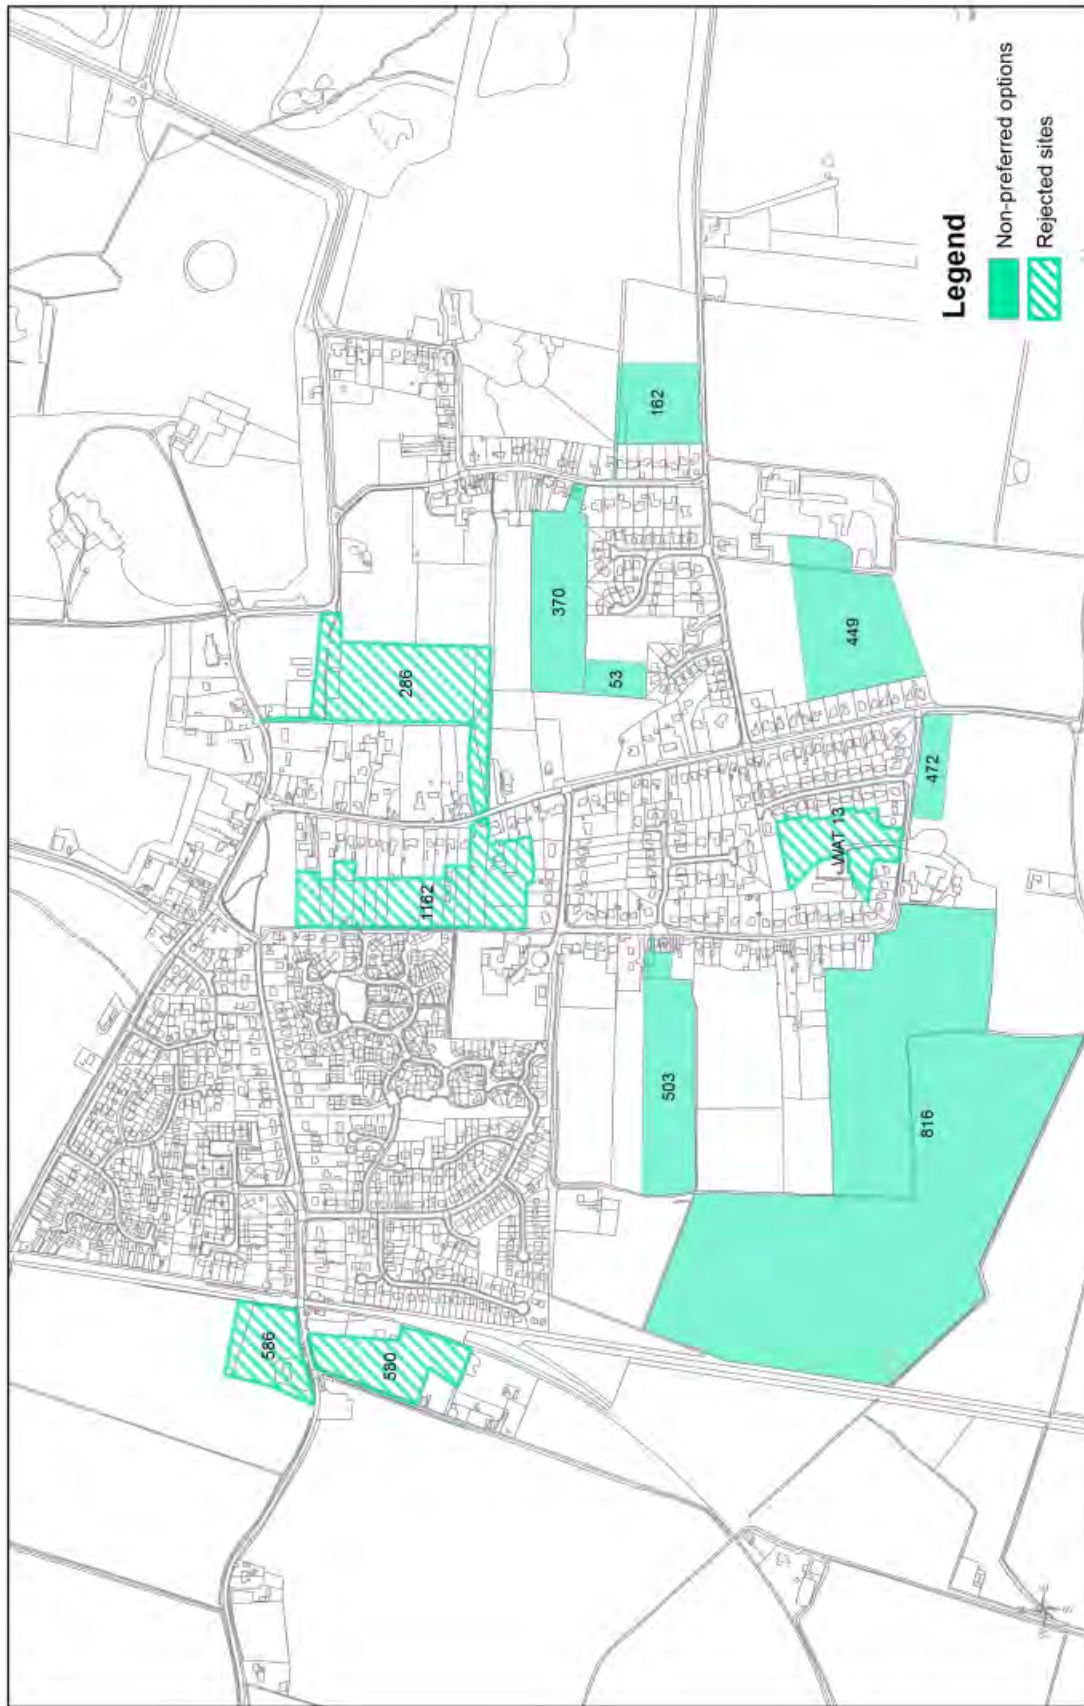 586
580
286
1162
370
53
162
503
WAT 13
449
816
472
Legend
Non-preferred options
Rejected sites